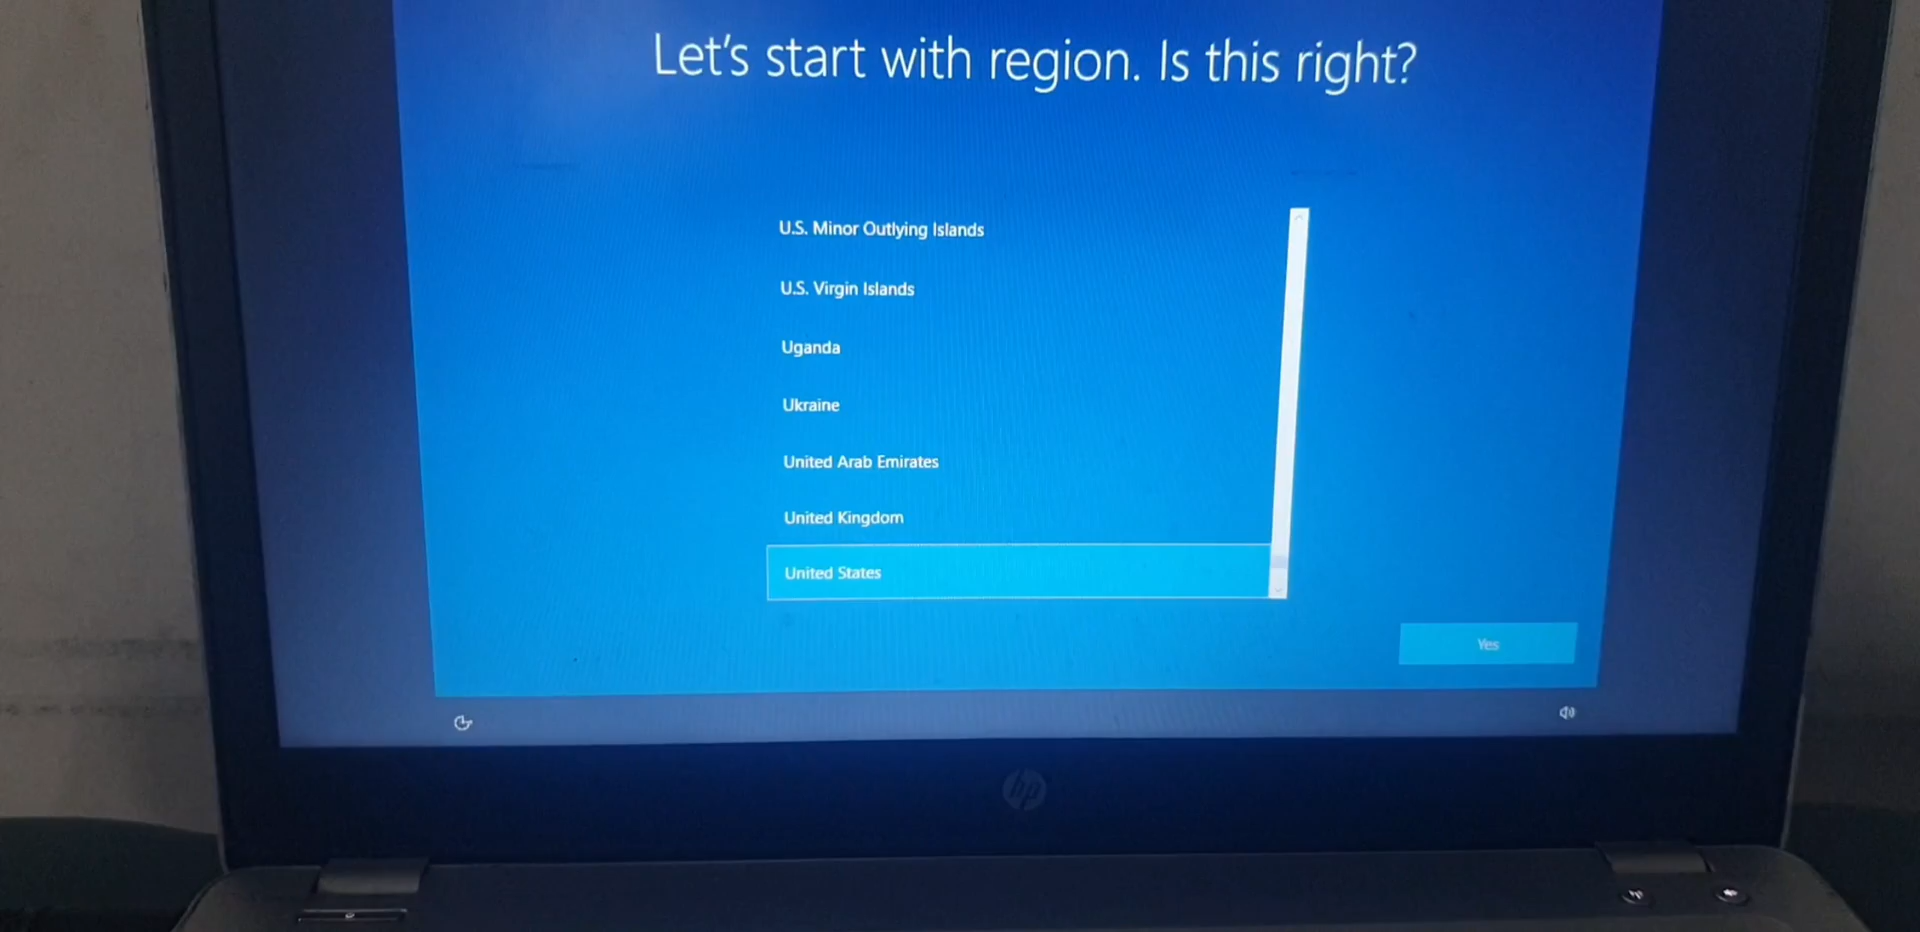 Let's start with region. Is this right?
U.S. Minor Outlying Islands
U.S. Virgin Islands
Uganda
Ukraine
United Arab Emirates
United Kingdom
United States
Yes
hp